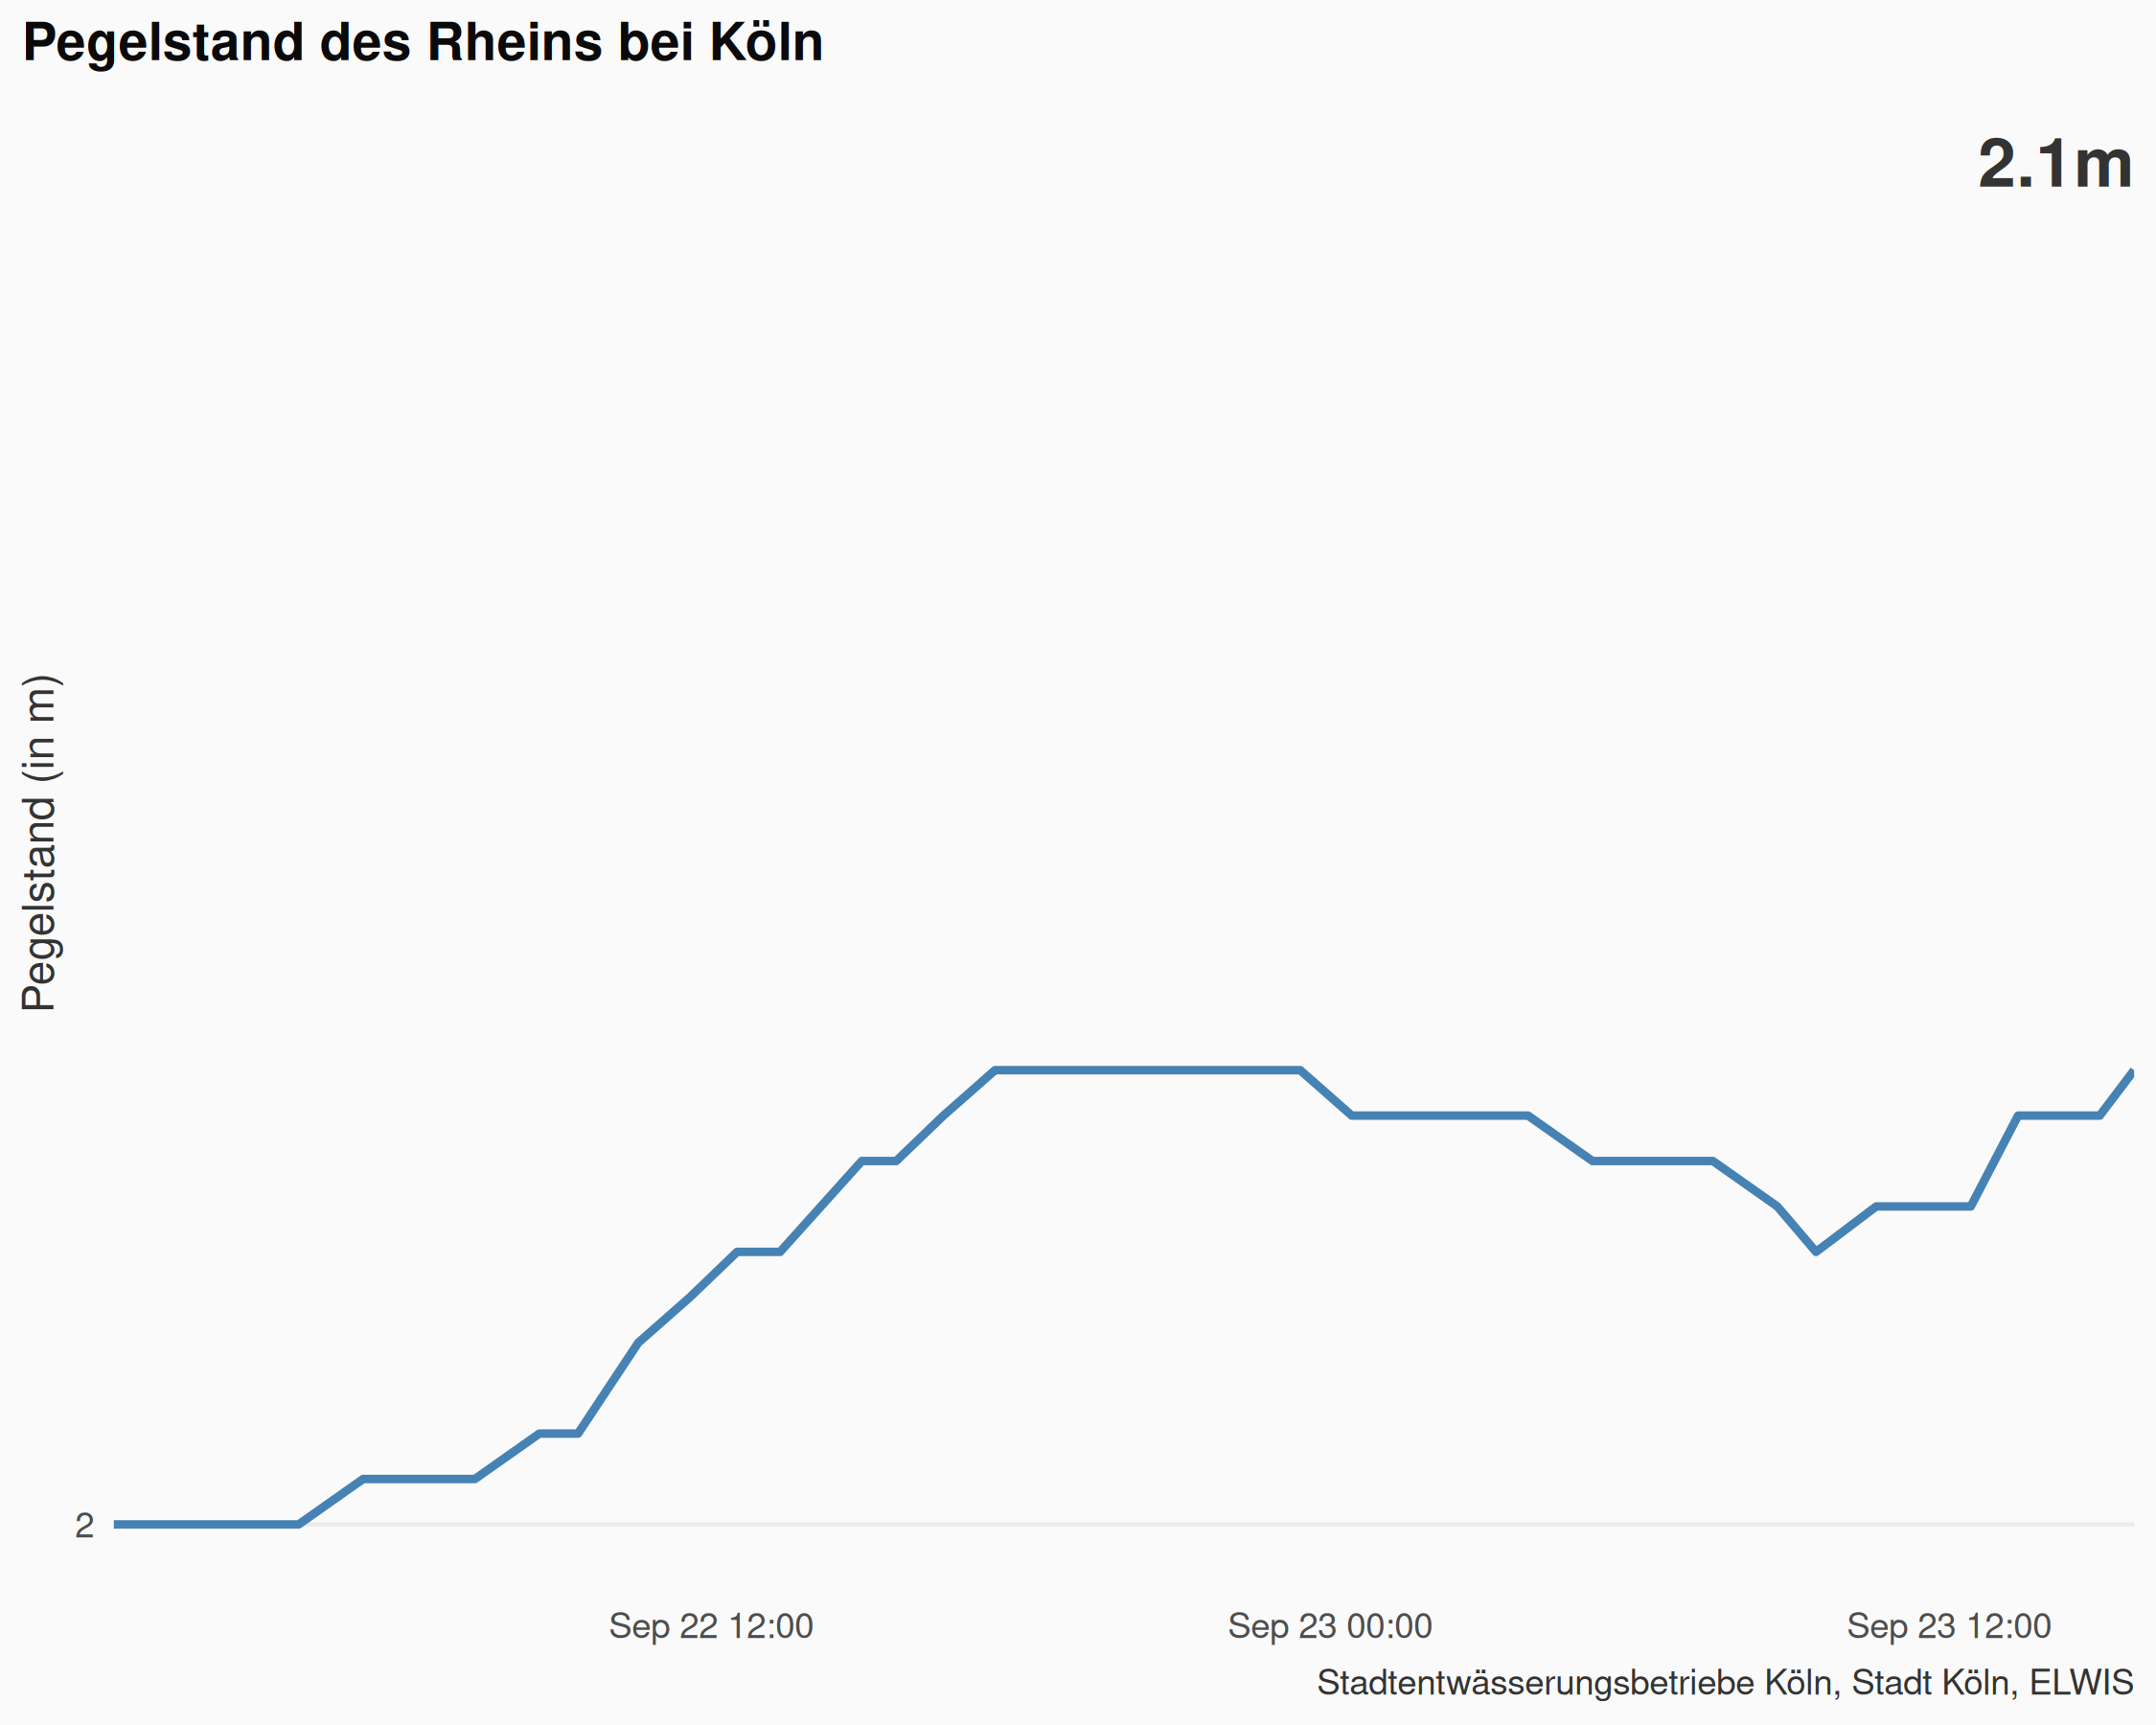 Pegelstand des Rheins bei Köln
2.1m
Pegelstand (in m)
2
Sep 22 12:00
Sep 23 00:00
Sep 23 12:00
Stadtentwässerungsbetriebe Köln, Stadt Köln, ELWIS